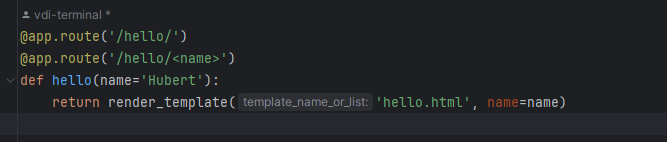 vdi-terminal *
@app.route('/hello/')
@app.route('/hello/<name>')
def hello(name='Hubert'):
    return render_template( template_name_or_list: 'hello.html', name=name)